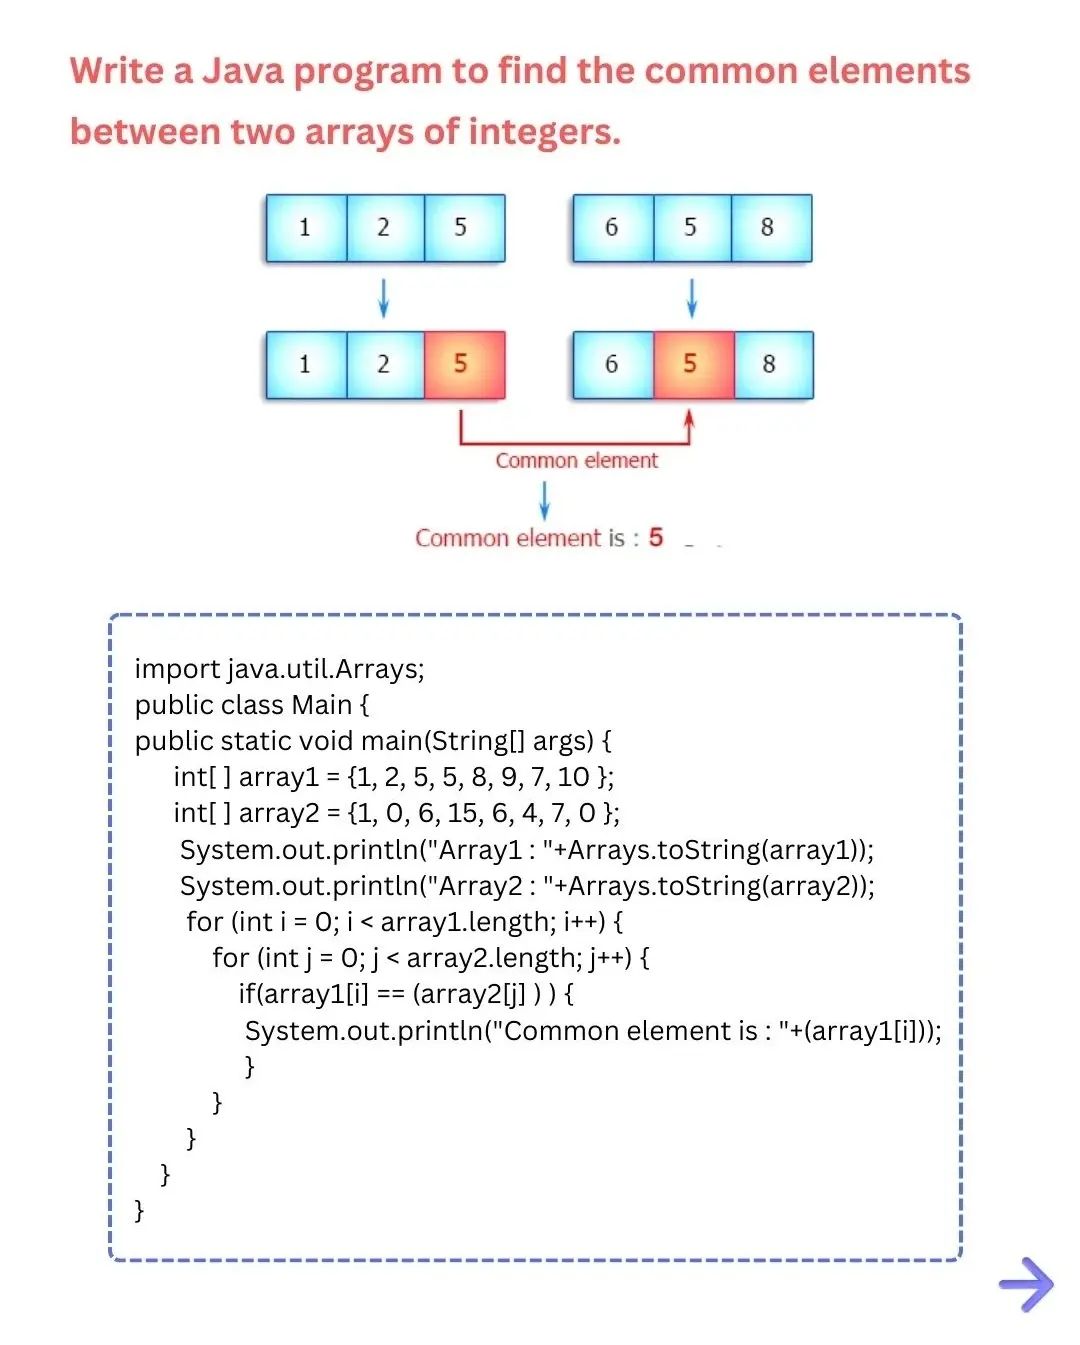 Write a Java program to find the common elements
between two arrays of integers.
1 2 5 6 5 8
1 2 5 6 5 8
Common element
Common element is : 5
import java.util.Arrays;
public class Main {
public static void main(String[] args) {
int[ ] array1 = {1, 2, 5, 5, 8, 9, 7, 10 };
int[ ] array2 = {1, 0, 6, 15, 6, 4, 7, 0 };
System.out.println("Array1 : "+Arrays.toString(array1));
System.out.println("Array2 : "+Arrays.toString(array2));
for (int i = 0; i < array1.length; i++) {
for (int j = 0; j < array2.length; j++) {
if(array1[i] == (array2[j] ) ) {
System.out.println("Common element is : "+(array1[i]));
}
}
}
}
}